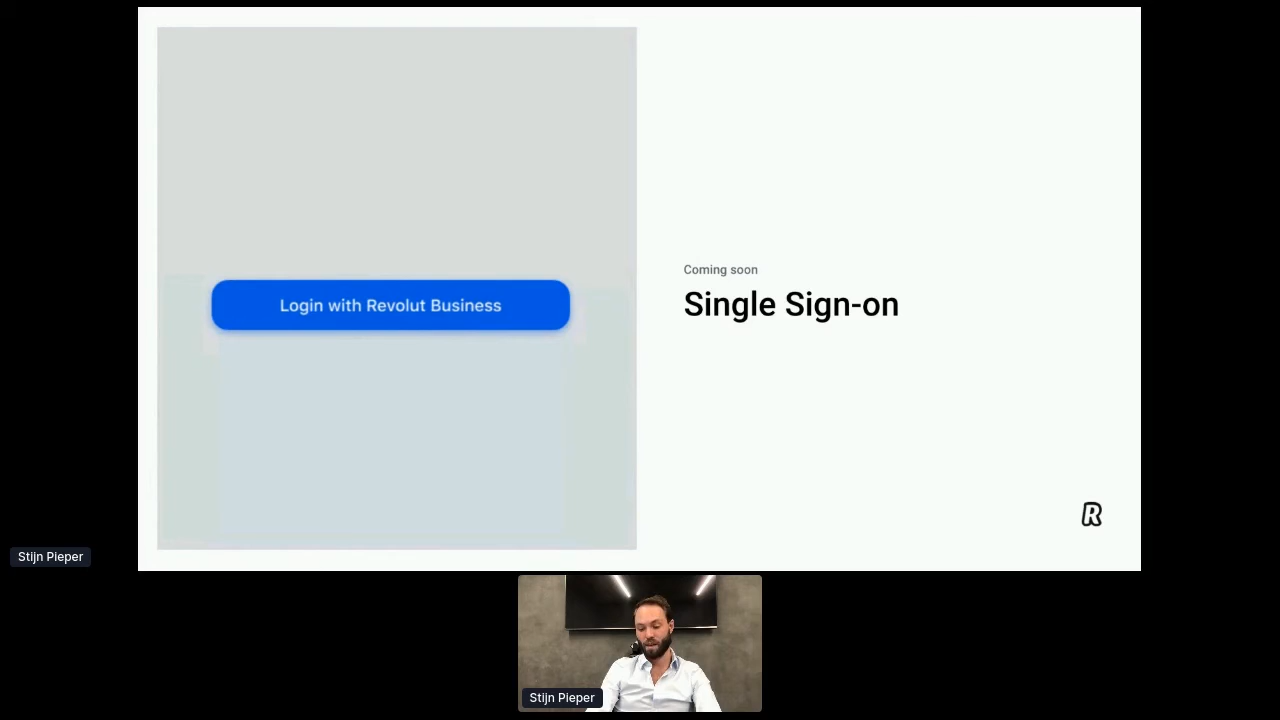 Login with Revolut Business
Coming soon
Single Sign-on
R
Stijn Pieper
Stijn Pieper